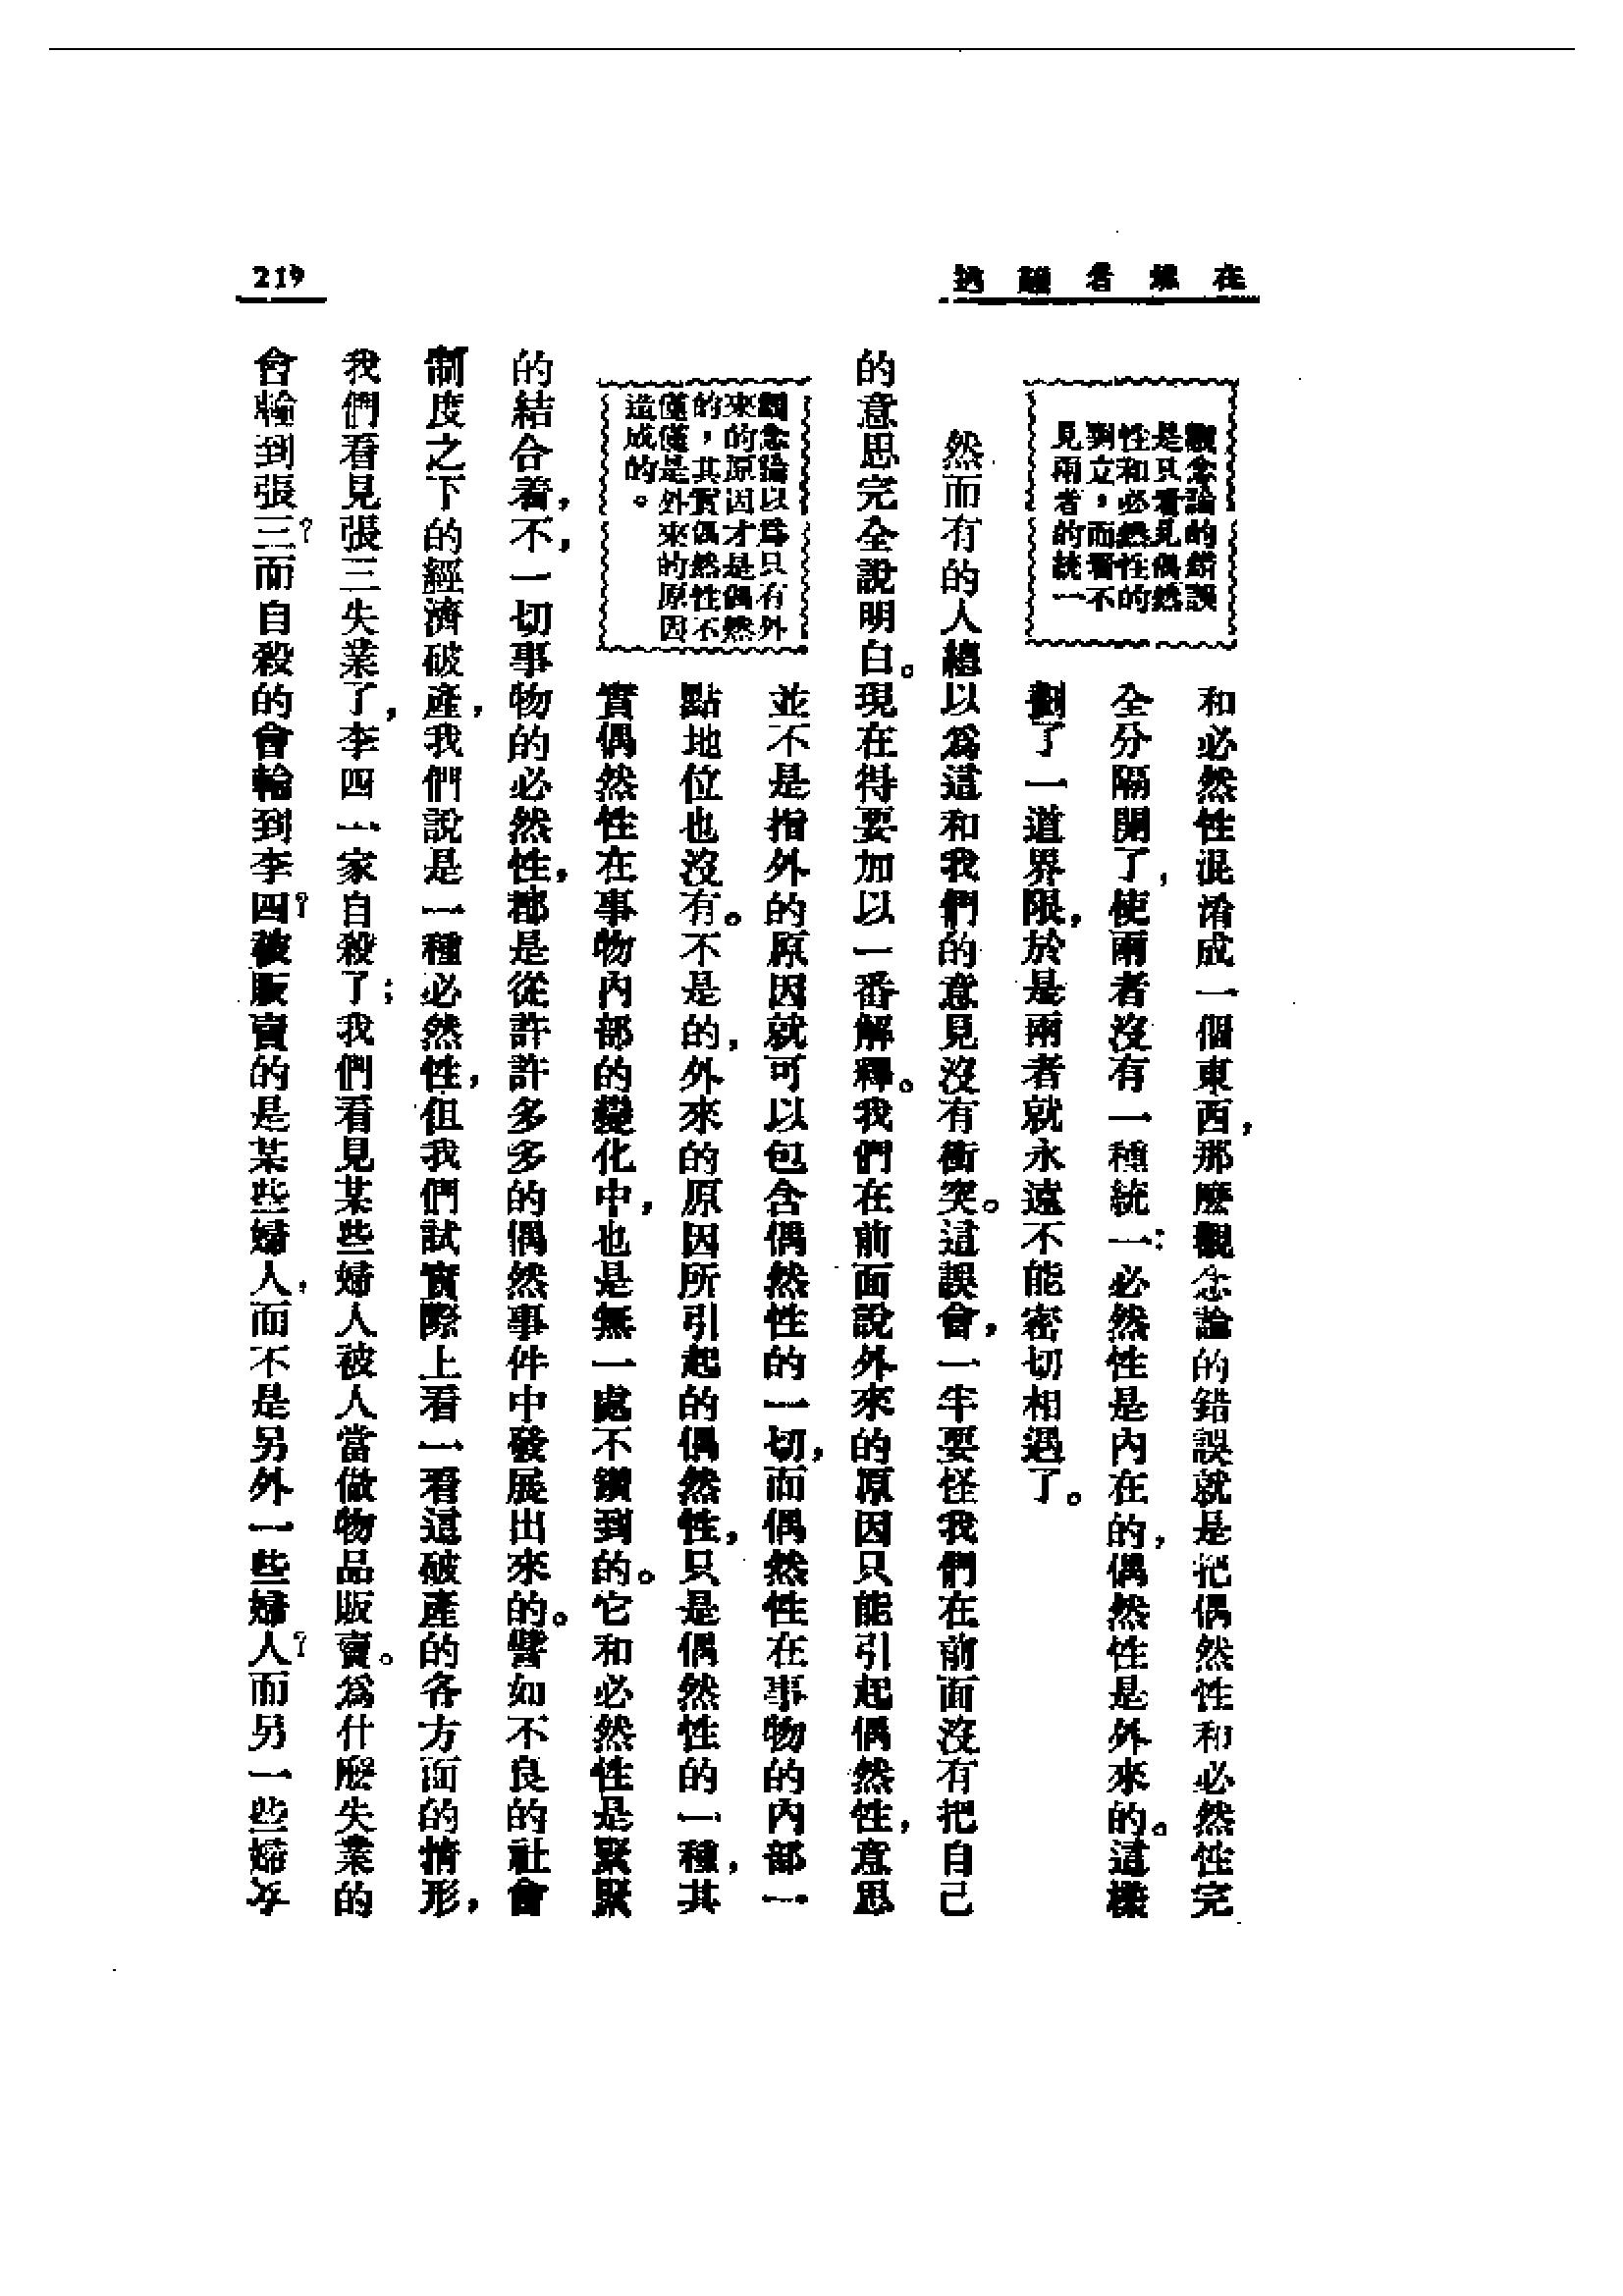 219
觀念論的錯誤
是只看見偶然
性和必然性的
對立，而看不
見兩者的統一
和必然性混淆成一個東西，那麽觀念論的錯誤就是把偶然性和必然性完
全分隔開了，使兩者沒有一種統一：必然性是內在的，偶然性是外來的。這樣
劃了一道界限，於是兩者就永遠不能密切相遇了。
然而有的人總以爲這和我們的意見沒有衝突。這誤會，一半要怪我們在前面沒有把自己
的意思完全說明白。現在得要加以一番解釋。我們在前面說外來的原因只能引起偶然性，意思
觀念論以爲只有外
來的原因才是偶然
的，其實偶然性不
僅僅是外來的原因
造成的。
並不是指外的原因就可以包含偶然性的一切，而偶然性在事物的內部一
點地位也沒有。不是的，外來的原因所引起的偶然性，只是偶然性的一種，其
實偶然性在事物內部的變化中，也是無一處不鑽到的。它和必然性是緊緊
的結合着，不，一切事物的必然性，都是從許許多多的偶然事件中發展出來的。譬如不良的社會
制度之下的經濟破產，我們說是一種必然性，但我們試實際上看一看這破產的各方面的情形，
我們看見張三失業了，李四一家自殺了；我們看見某些婦人被人當做物品販賣。爲什麽失業的
會輪到張三？而自殺的會輪到李四？被販賣的是某些婦人，而不是另外一些婦人？而另一些婦